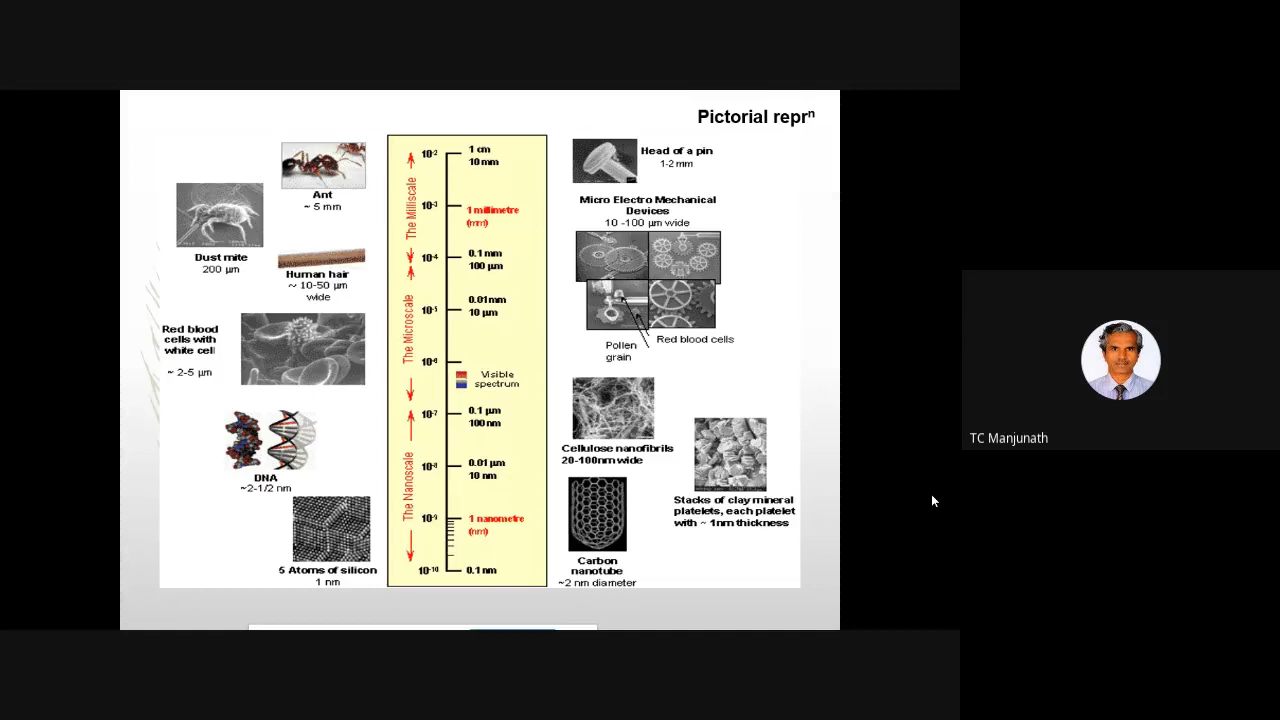 Pictorial reprⁿ
Ant
~ 5 mm
Dust mite
200 µm
Human hair
~ 10-50 µm
wide
Red blood
cells with
white cell
~ 2-5 µm
DNA
~2-1/2 nm
5 Atoms of silicon
1 nm
The Milliscale
The Microscale
The Nanoscale
10⁻² 1 cm
10 mm
10⁻³ 1 millimetre
(mm)
10⁻⁴ 0.1 mm
100 µm
10⁻⁵ 0.01mm
10 µm
10⁻⁶
Visible
spectrum
10⁻⁷ 0.1 µm
100 nm
10⁻⁸ 0.01 µm
10 nm
10⁻⁹ 1 nanometre
(nm)
10⁻¹⁰ 0.1 nm
Head of a pin
1-2 mm
Micro Electro Mechanical
Devices
10 -100 µm wide
Pollen
grain
Red blood cells
Cellulose nanofibrils
20-100nm wide
Stacks of clay mineral
platelets, each platelet
with ~ 1nm thickness
Carbon
nanotube
~2 nm diameter
TC Manjunath